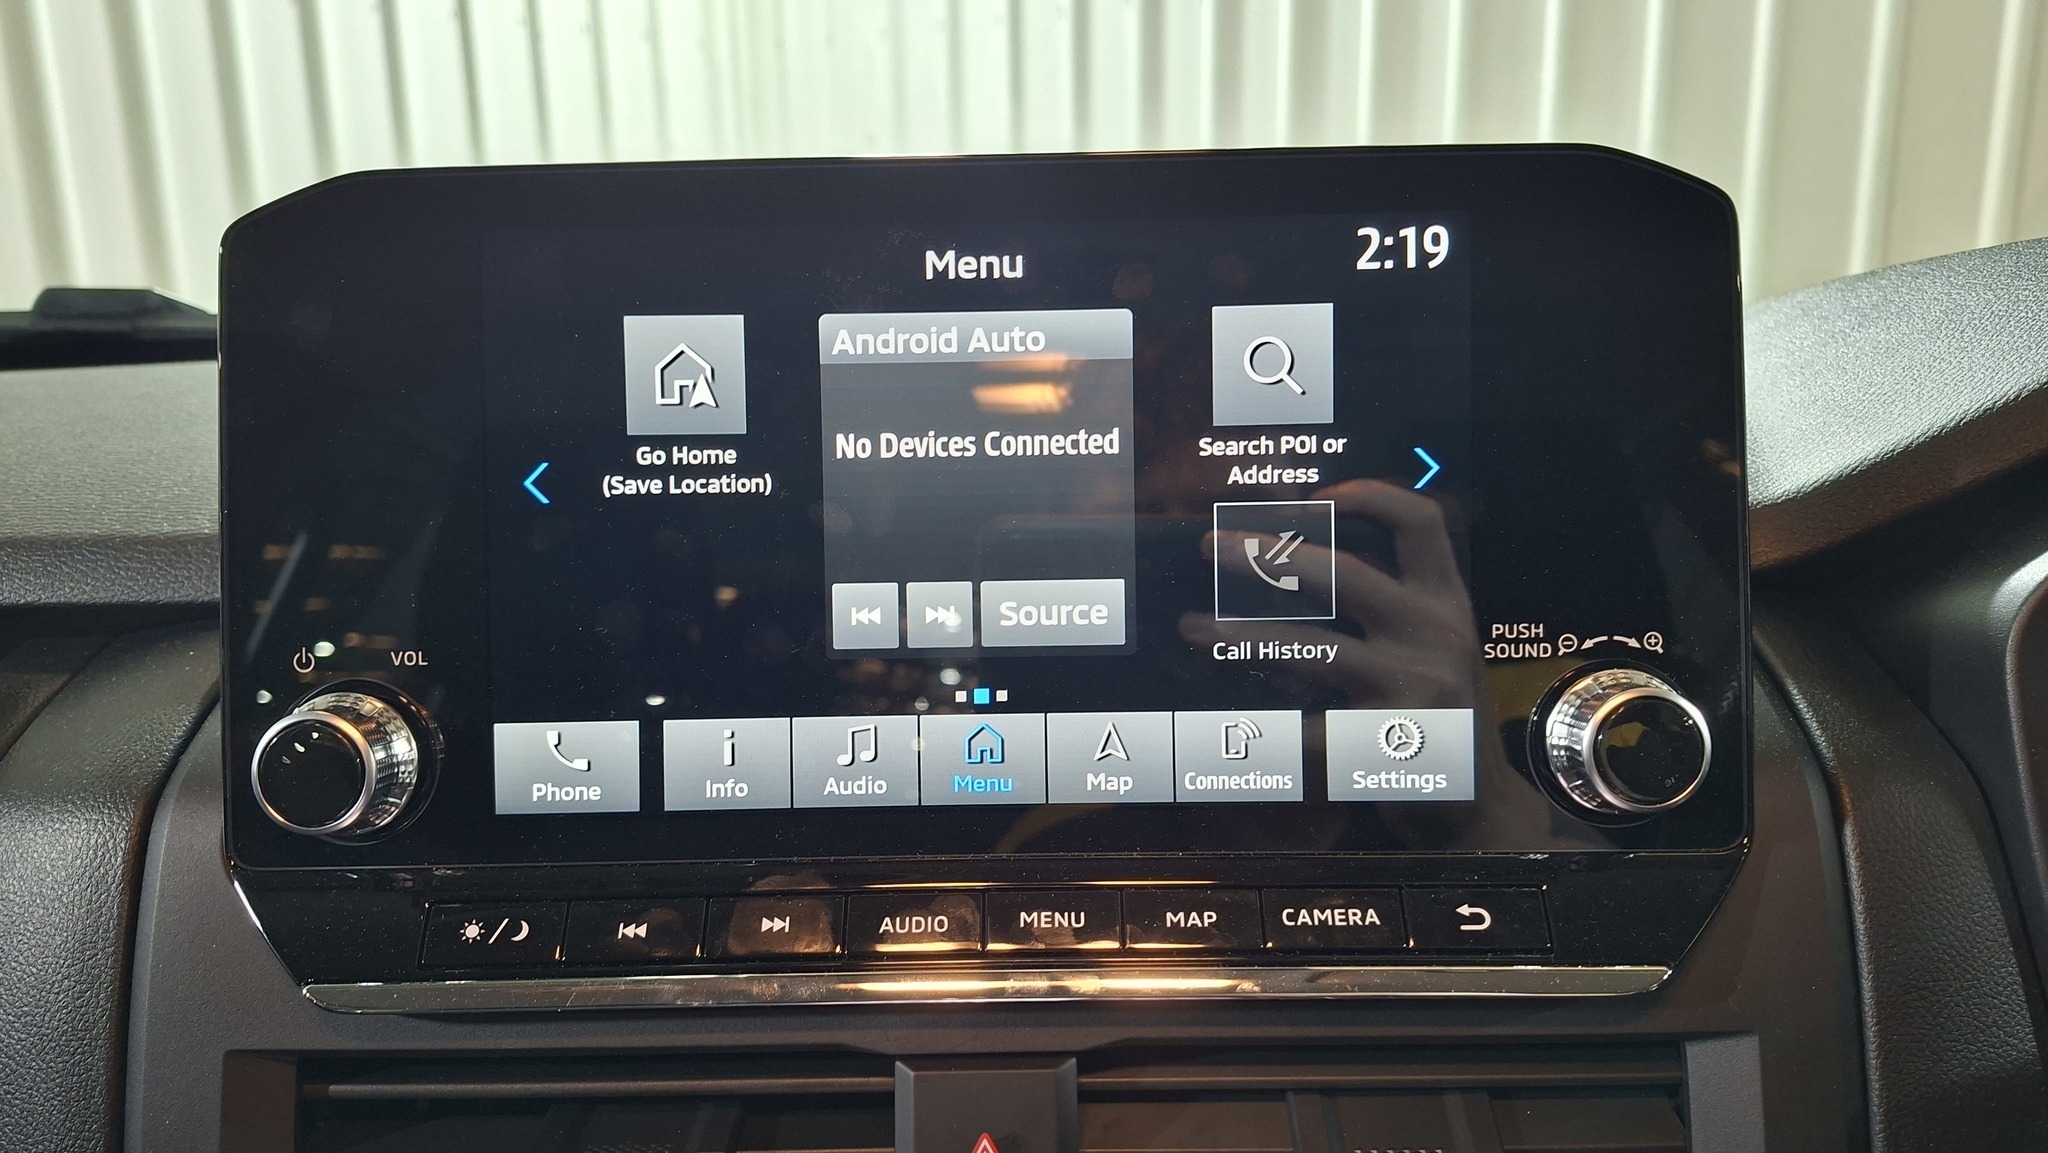 Menu
2:19
Go Home
(Save Location)
Android Auto
No Devices Connected
Source
Search POI or
Address
Call History
VOL
PUSH
SOUND
Phone
Info
Audio
Menu
Map
Connections
Settings
AUDIO
MENU
MAP
CAMERA